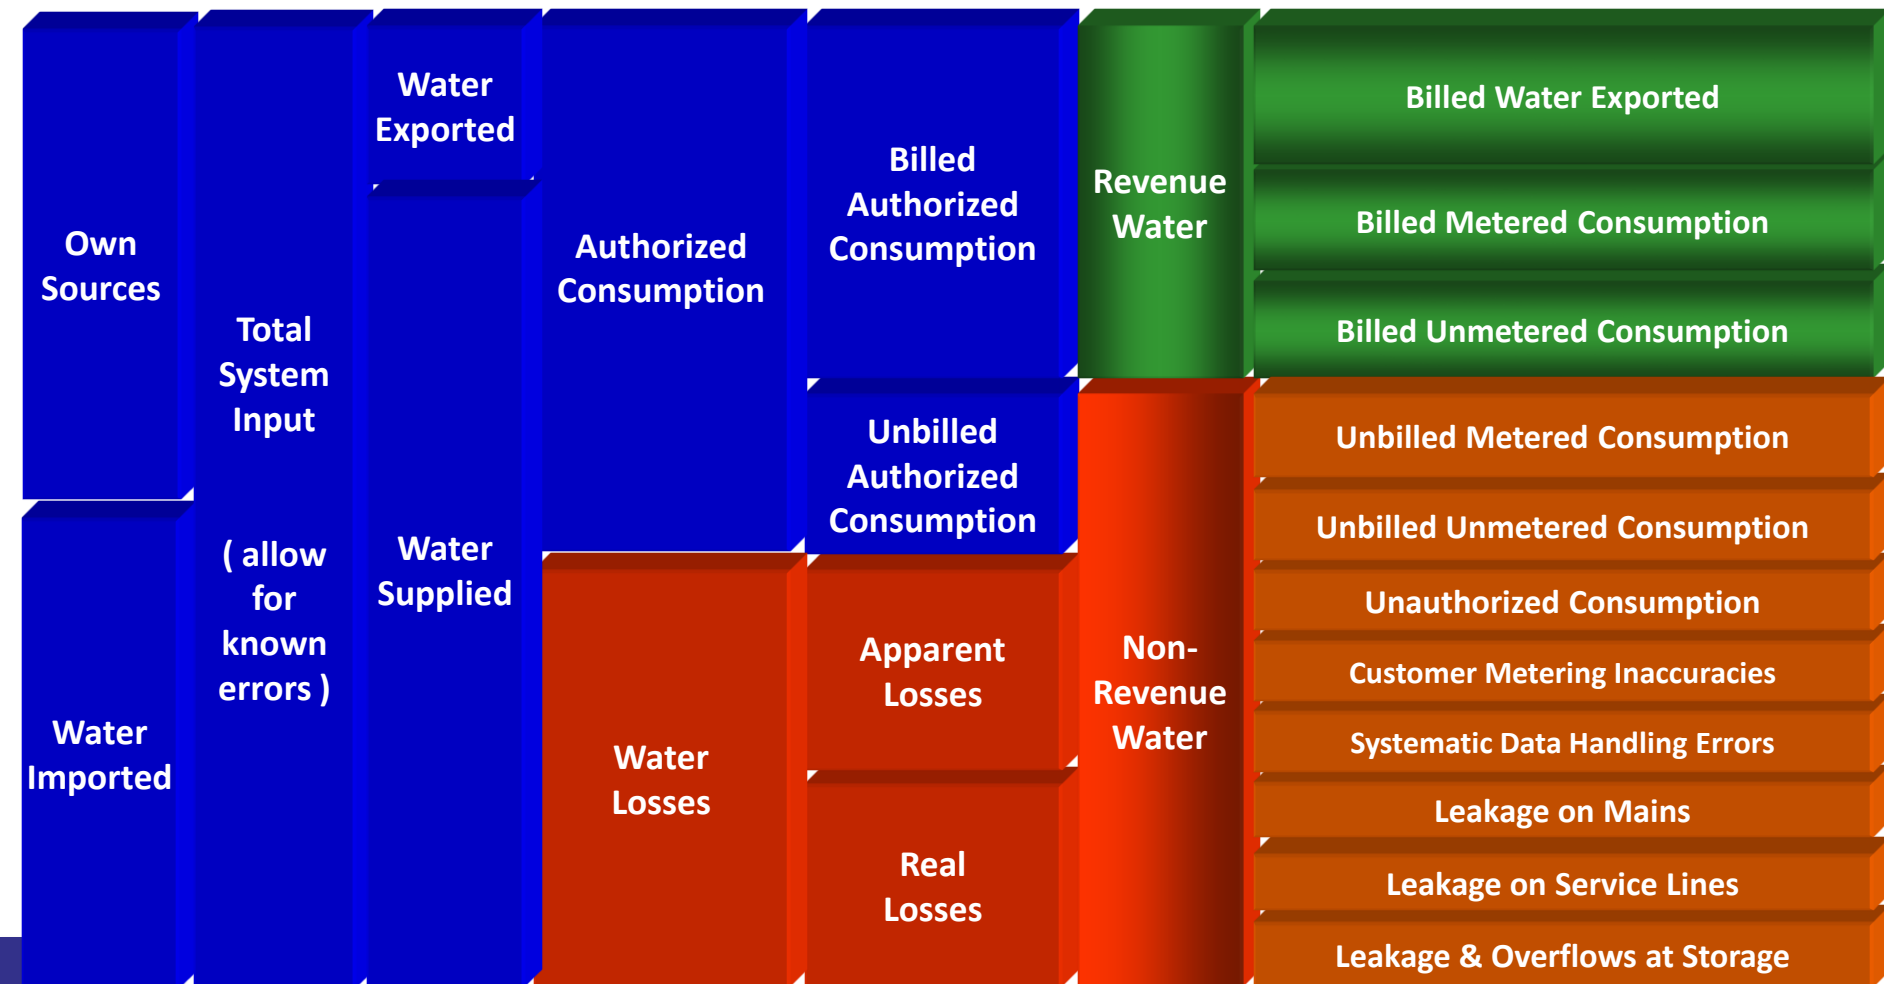 Own
Sources
Water
Imported
Total
System
Input
( allow
for
known
errors )
Water
Exported
Water
Supplied
Authorized
Consumption
Water
Losses
Billed
Authorized
Consumption
Unbilled
Authorized
Consumption
Apparent
Losses
Real
Losses
Revenue
Water
Non-
Revenue
Water
Billed Water Exported
Billed Metered Consumption
Billed Unmetered Consumption
Unbilled Metered Consumption
Unbilled Unmetered Consumption
Unauthorized Consumption
Customer Metering Inaccuracies
Systematic Data Handling Errors
Leakage on Mains
Leakage on Service Lines
Leakage & Overflows at Storage